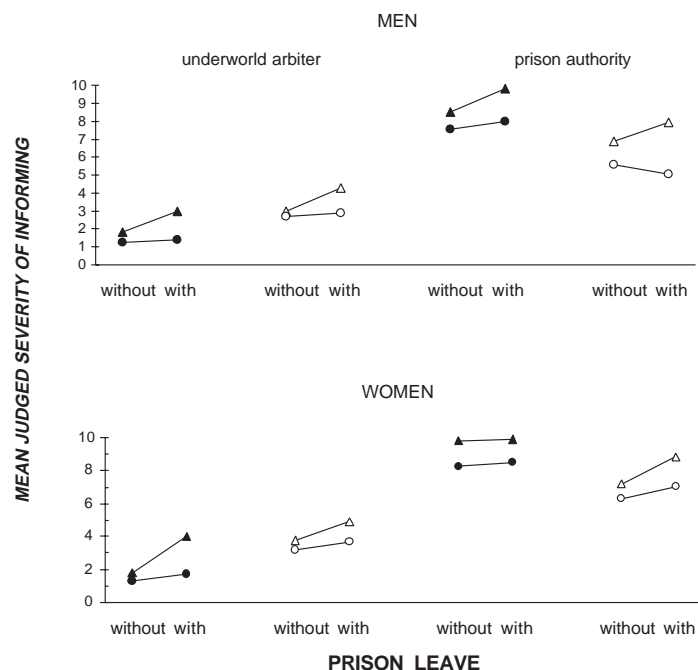 MEN
underworld arbiter prison authority
10
9
8
7
6
5
4
3
2
1
0
without with without with without with without with
MEAN JUDGED SEVERITY OF INFORMING
WOMEN
10
8
6
4
2
0
without with without with without with without with
PRISON LEAVE